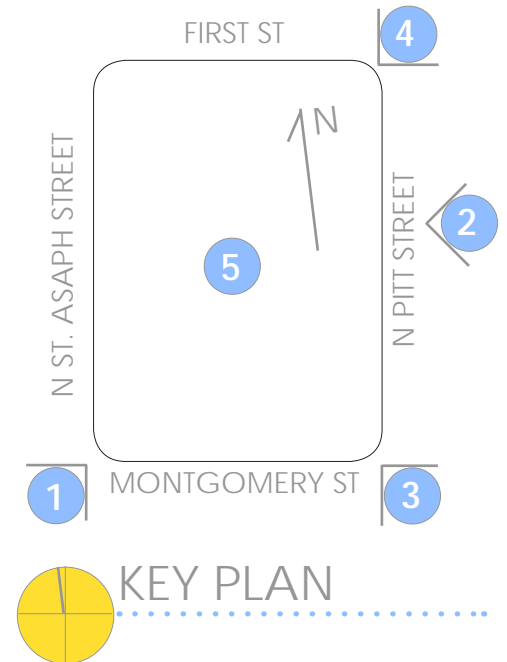 FIRST ST
4
N
N ST. ASAPH STREET
N PITT STREET
2
5
1
MONTGOMERY ST
3
KEY PLAN